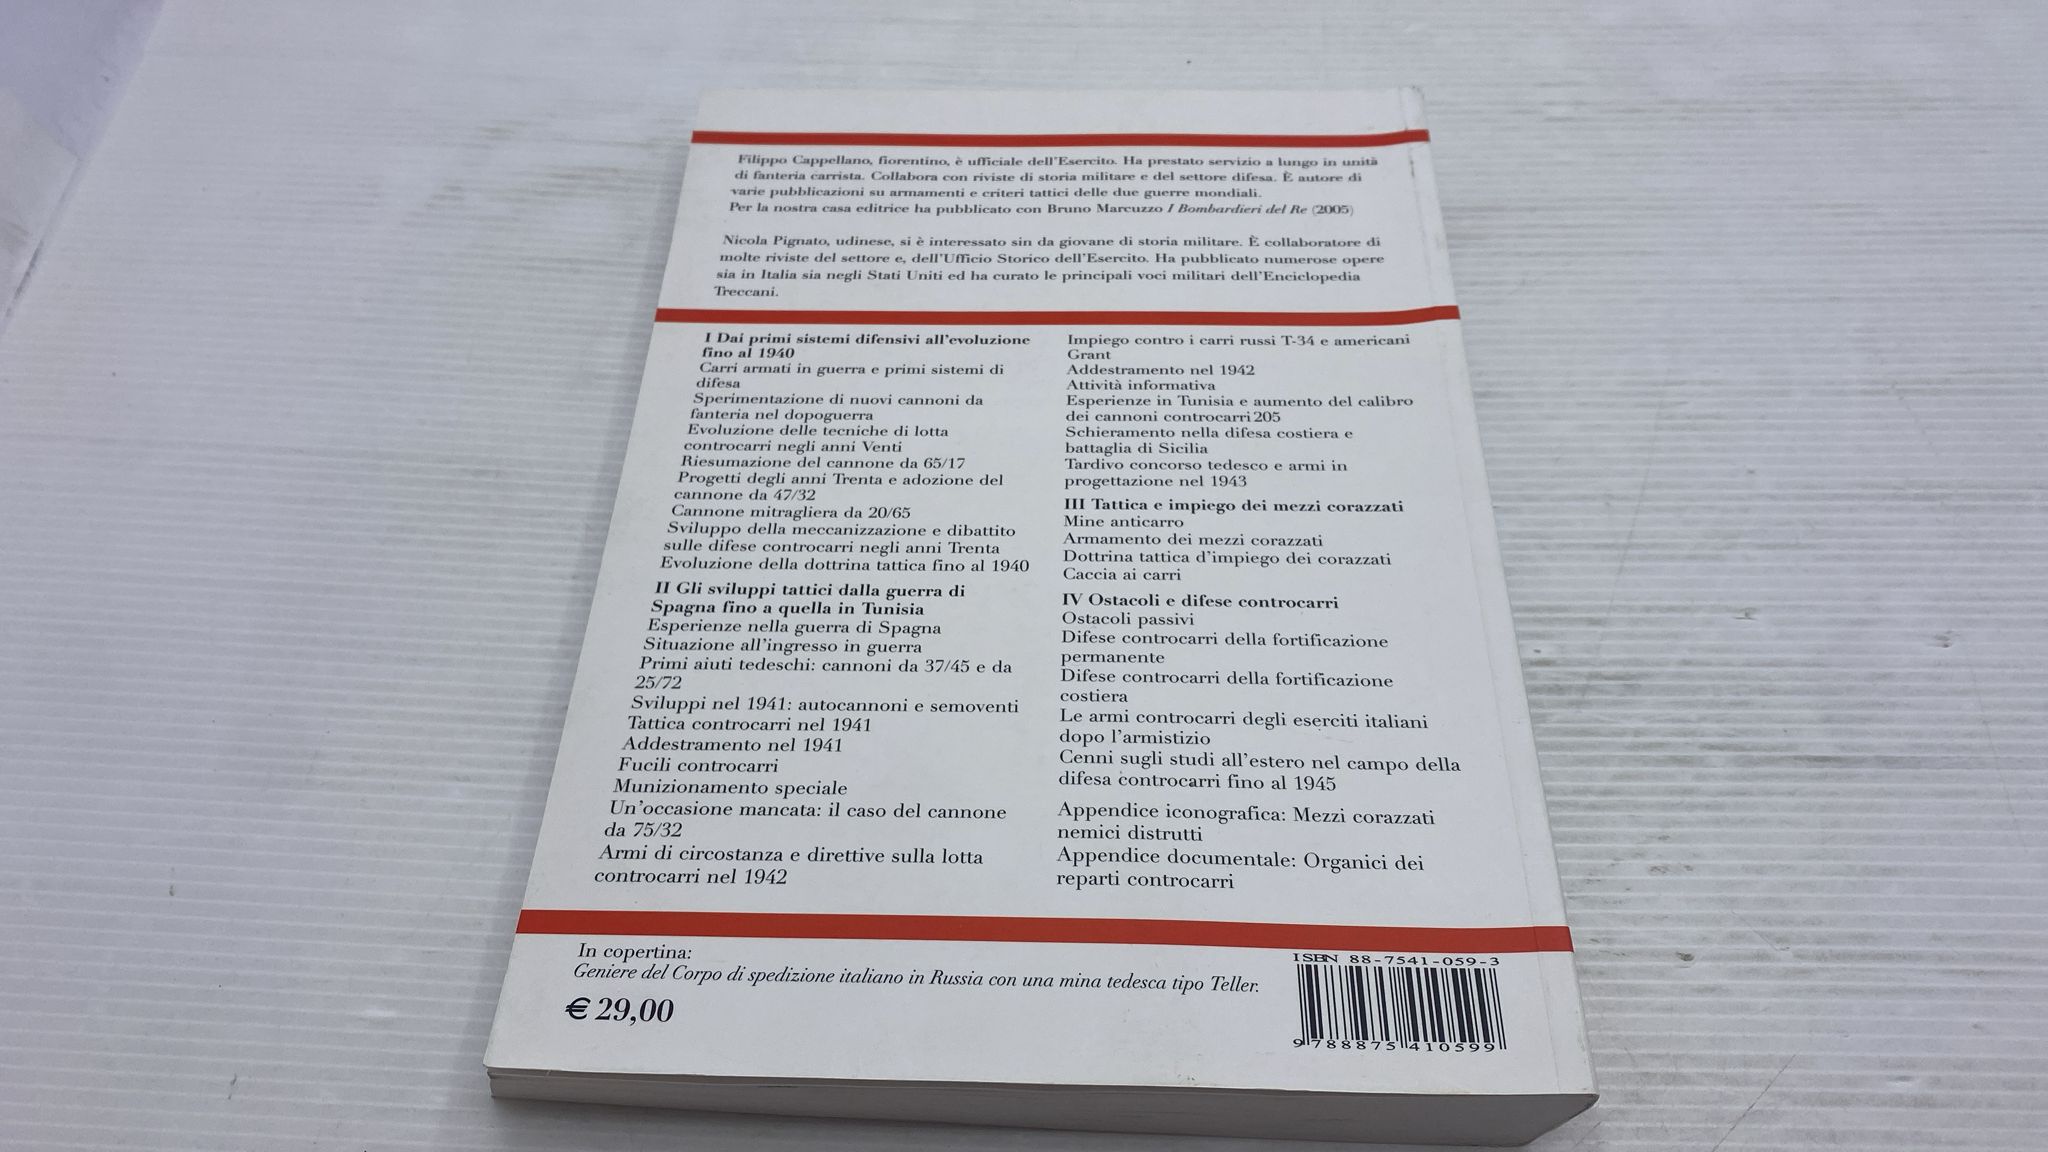 Filippo Cappellano, fiorentino, è ufficiale dell'Esercito. Ha prestato servizio a lungo in unità
di fanteria carrista. Collabora con riviste di storia militare e del settore difesa. È autore di
varie pubblicazioni su armamenti e criteri tattici delle due guerre mondiali.
Per la nostra casa editrice ha pubblicato con Bruno Marcuzzo I Bombardieri del Re (2005)
Nicola Pignato, udinese, si è interessato sin da giovane di storia militare. È collaboratore di
molte riviste del settore e, dell'Ufficio Storico dell'Esercito. Ha pubblicato numerose opere
sia in Italia sia negli Stati Uniti ed ha curato le principali voci militari dell'Enciclopedia
Treccani.
I Dai primi sistemi difensivi all'evoluzione
fino al 1940
Carri armati in guerra e primi sistemi di
difesa
Sperimentazione di nuovi cannoni da
fanteria nel dopoguerra
Evoluzione delle tecniche di lotta
controcarri negli anni Venti
Riesumazione del cannone da 65/17
Progetti degli anni Trenta e adozione del
cannone da 47/32
Cannone mitragliera da 20/65
Sviluppo della meccanizzazione e dibattito
sulle difese controcarri negli anni Trenta
Evoluzione della dottrina tattica fino al 1940
II Gli sviluppi tattici dalla guerra di
Spagna fino a quella in Tunisia
Esperienze nella guerra di Spagna
Situazione all'ingresso in guerra
Primi aiuti tedeschi: cannoni da 37/45 e da
25/72
Sviluppi nel 1941: autocannoni e semoventi
Tattica controcarri nel 1941
Addestramento nel 1941
Fucili controcarri
Munizionamento speciale
Un'occasione mancata: il caso del cannone
da 75/32
Armi di circostanza e direttive sulla lotta
controcarri nel 1942
Impiego contro i carri russi T-34 e americani
Grant
Addestramento nel 1942
Attività informativa
Esperienze in Tunisia e aumento del calibro
dei cannoni controcarri205
Schieramento nella difesa costiera e
battaglia di Sicilia
Tardivo concorso tedesco e armi in
progettazione nel 1943
III Tattica e impiego dei mezzi corazzati
Mine anticarro
Armamento dei mezzi corazzati
Dottrina tattica d'impiego dei corazzati
Caccia ai carri
IV Ostacoli e difese controcarri
Ostacoli passivi
Difese controcarri della fortificazione
permanente
Difese controcarri della fortificazione
costiera
Le armi controcarri degli eserciti italiani
dopo l'armistizio
Cenni sugli studi all'estero nel campo della
difesa controcarri fino al 1945
Appendice iconografica: Mezzi corazzati
nemici distrutti
Appendice documentale: Organici dei
reparti controcarri
In copertina:
Geniere del Corpo di spedizione italiano in Russia con una mina tedesca tipo Teller.
€ 29,00
ISBN 88-7541-059-3
9 788875 410599